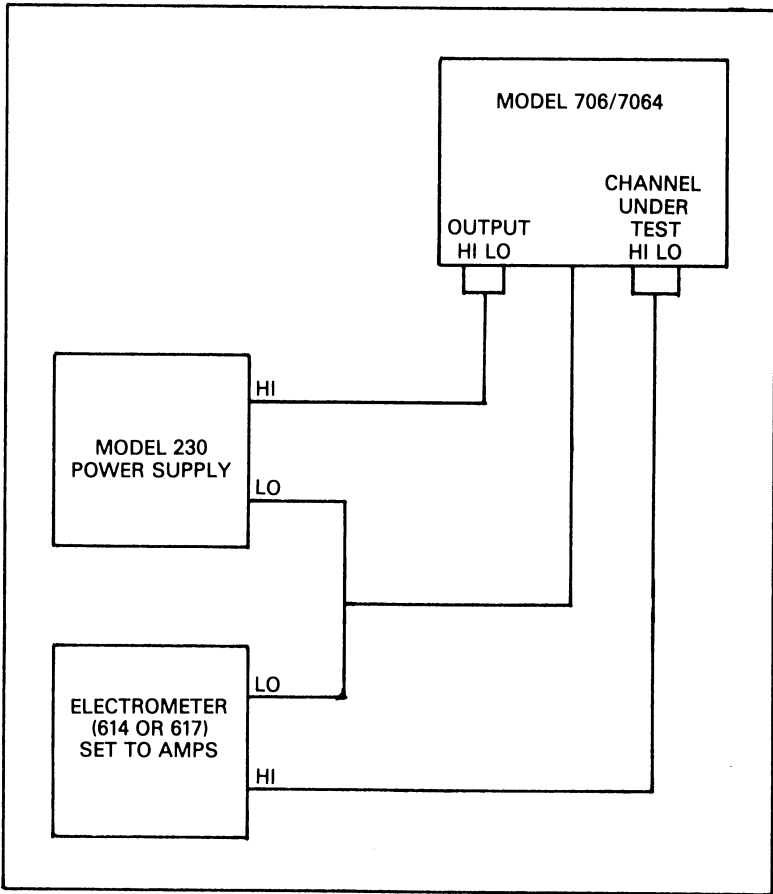 MODEL 706/7064
CHANNEL
UNDER
TEST
HI LO
OUTPUT
HI LO
HI
MODEL 230
POWER SUPPLY
LO
LO
ELECTROMETER
(614 OR 617)
SET TO AMPS
HI